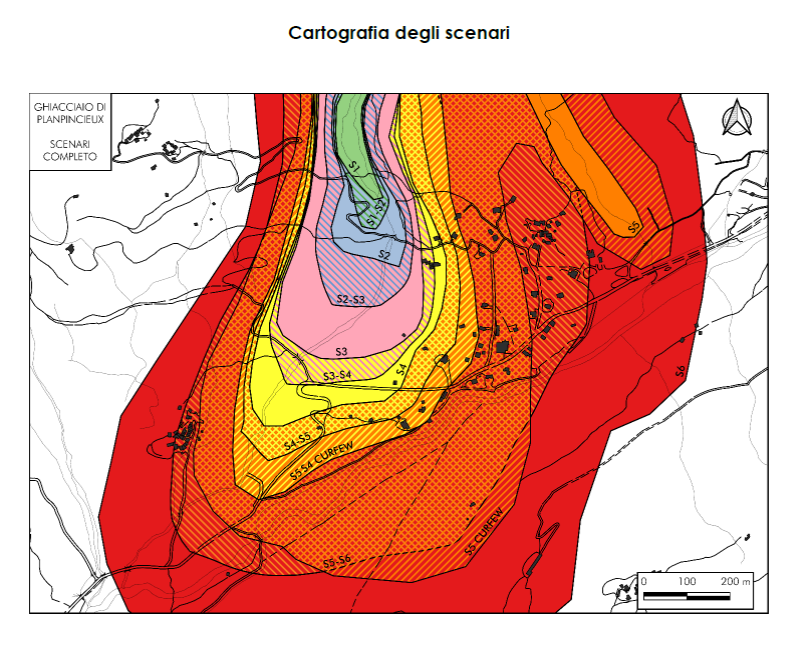 Cartografia degli scenari
GHIACCIAIO DI
PLANPINCIEUX
SCENARI
COMPLETO
S1
S1-S2
S2
S2-S3
S3
S3-S4
S4
S4-S5
S5 S4 CURFEW
S5-S6
S5 CURFEW
S5
S6
0 100 200 m